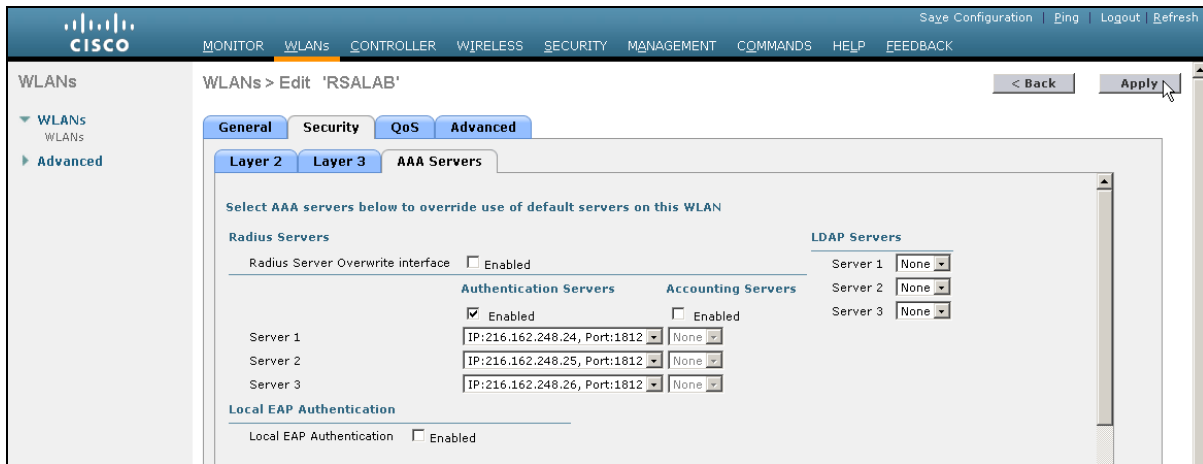 Save Configuration | Ping | Logout | Refresh
CISCO
MONITOR WLANs CONTROLLER WIRELESS SECURITY MANAGEMENT COMMANDS HELP FEEDBACK
WLANs
WLANs > Edit 'RSALAB'
< Back
Apply
WLANs
WLANs
Advanced
General Security QoS Advanced
Layer 2 Layer 3 AAA Servers
Select AAA servers below to override use of default servers on this WLAN
Radius Servers
LDAP Servers
Radius Server Overwrite interface Enabled
Server 1 None
Server 2 None
Server 3 None
Authentication Servers Accounting Servers
Enabled Enabled
Server 1 IP:216.162.248.24, Port:1812 None
Server 2 IP:216.162.248.25, Port:1812 None
Server 3 IP:216.162.248.26, Port:1812 None
Local EAP Authentication
Local EAP Authentication Enabled